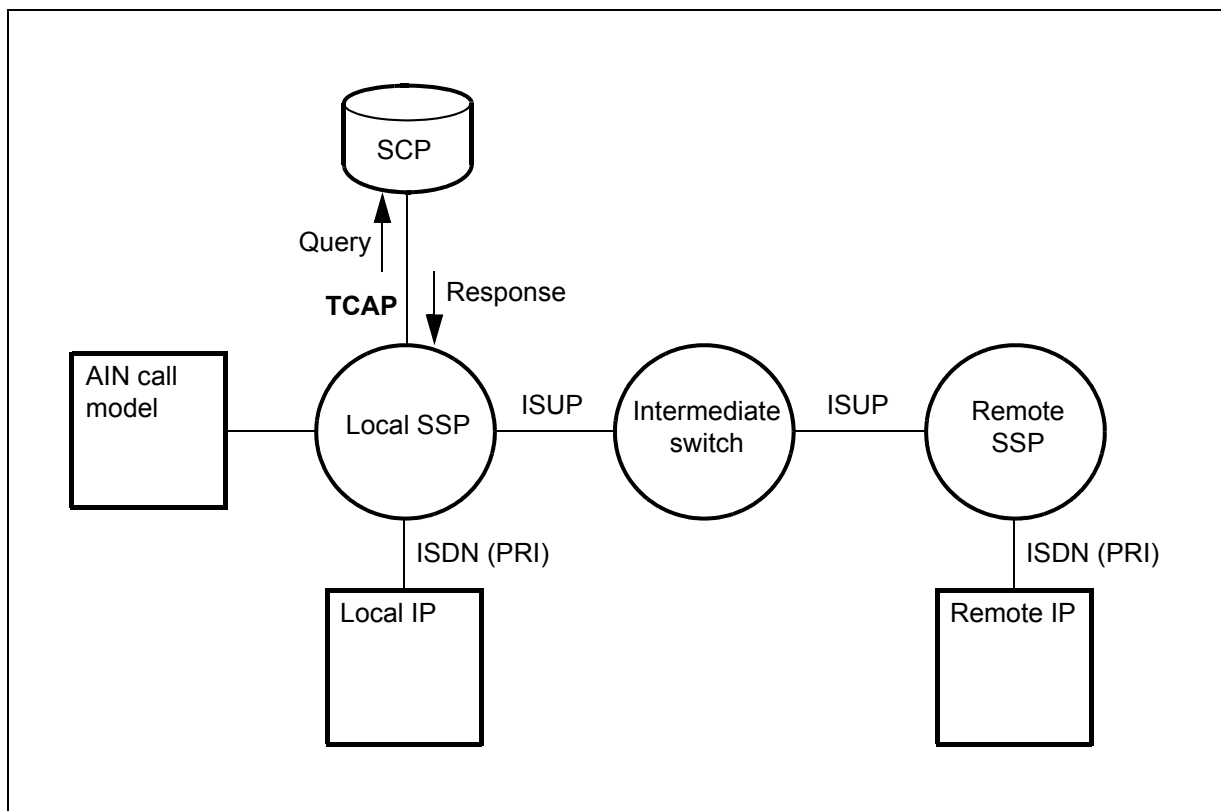 SCP
Query
TCAP
Response
AIN call
model
Local SSP
ISUP
Intermediate
switch
ISUP
Remote
SSP
ISDN (PRI)
ISDN (PRI)
Local IP
Remote IP